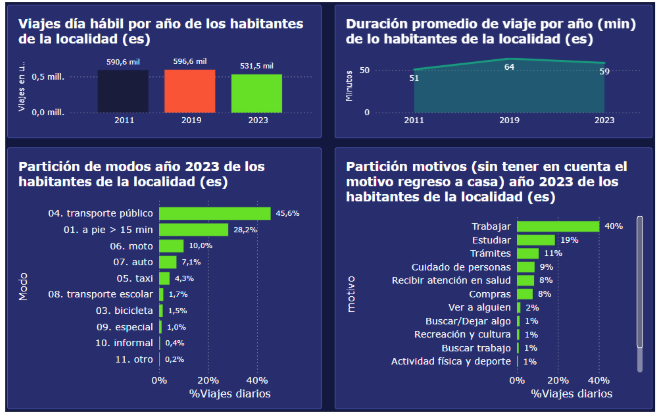 Viajes día hábil por año de los habitantes
de la localidad (es)
Viajes en u..
0,5 mill.
0,0 mill.
590,6 mil
596,6 mil
531,5 mil
2011
2019
2023
Duración promedio de viaje por año (min)
de lo habitantes de la localidad (es)
Minutos
50
0
51
64
59
2011
2019
2023
Partición de modos año 2023 de los
habitantes de la localidad (es)
Modo
04. transporte público 45,6%
01. a pie > 15 min 28,2%
06. moto 10,0%
07. auto 7,1%
05. taxi 4,3%
08. transporte escolar 1,7%
03. bicicleta 1,5%
09. especial 1,0%
10. informal 0,4%
11. otro 0,2%
0% 20% 40%
%Viajes diarios
Partición motivos (sin tener en cuenta el
motivo regreso a casa) año 2023 de los
habitantes de la localidad (es)
motivo
Trabajar 40%
Estudiar 19%
Trámites 11%
Cuidado de personas 9%
Recibir atención en salud 8%
Compras 8%
Ver a alguien 2%
Buscar/Dejar algo 1%
Recreación y cultura 1%
Buscar trabajo 1%
Actividad física y deporte 1%
0% 20% 40%
%Viajes diarios